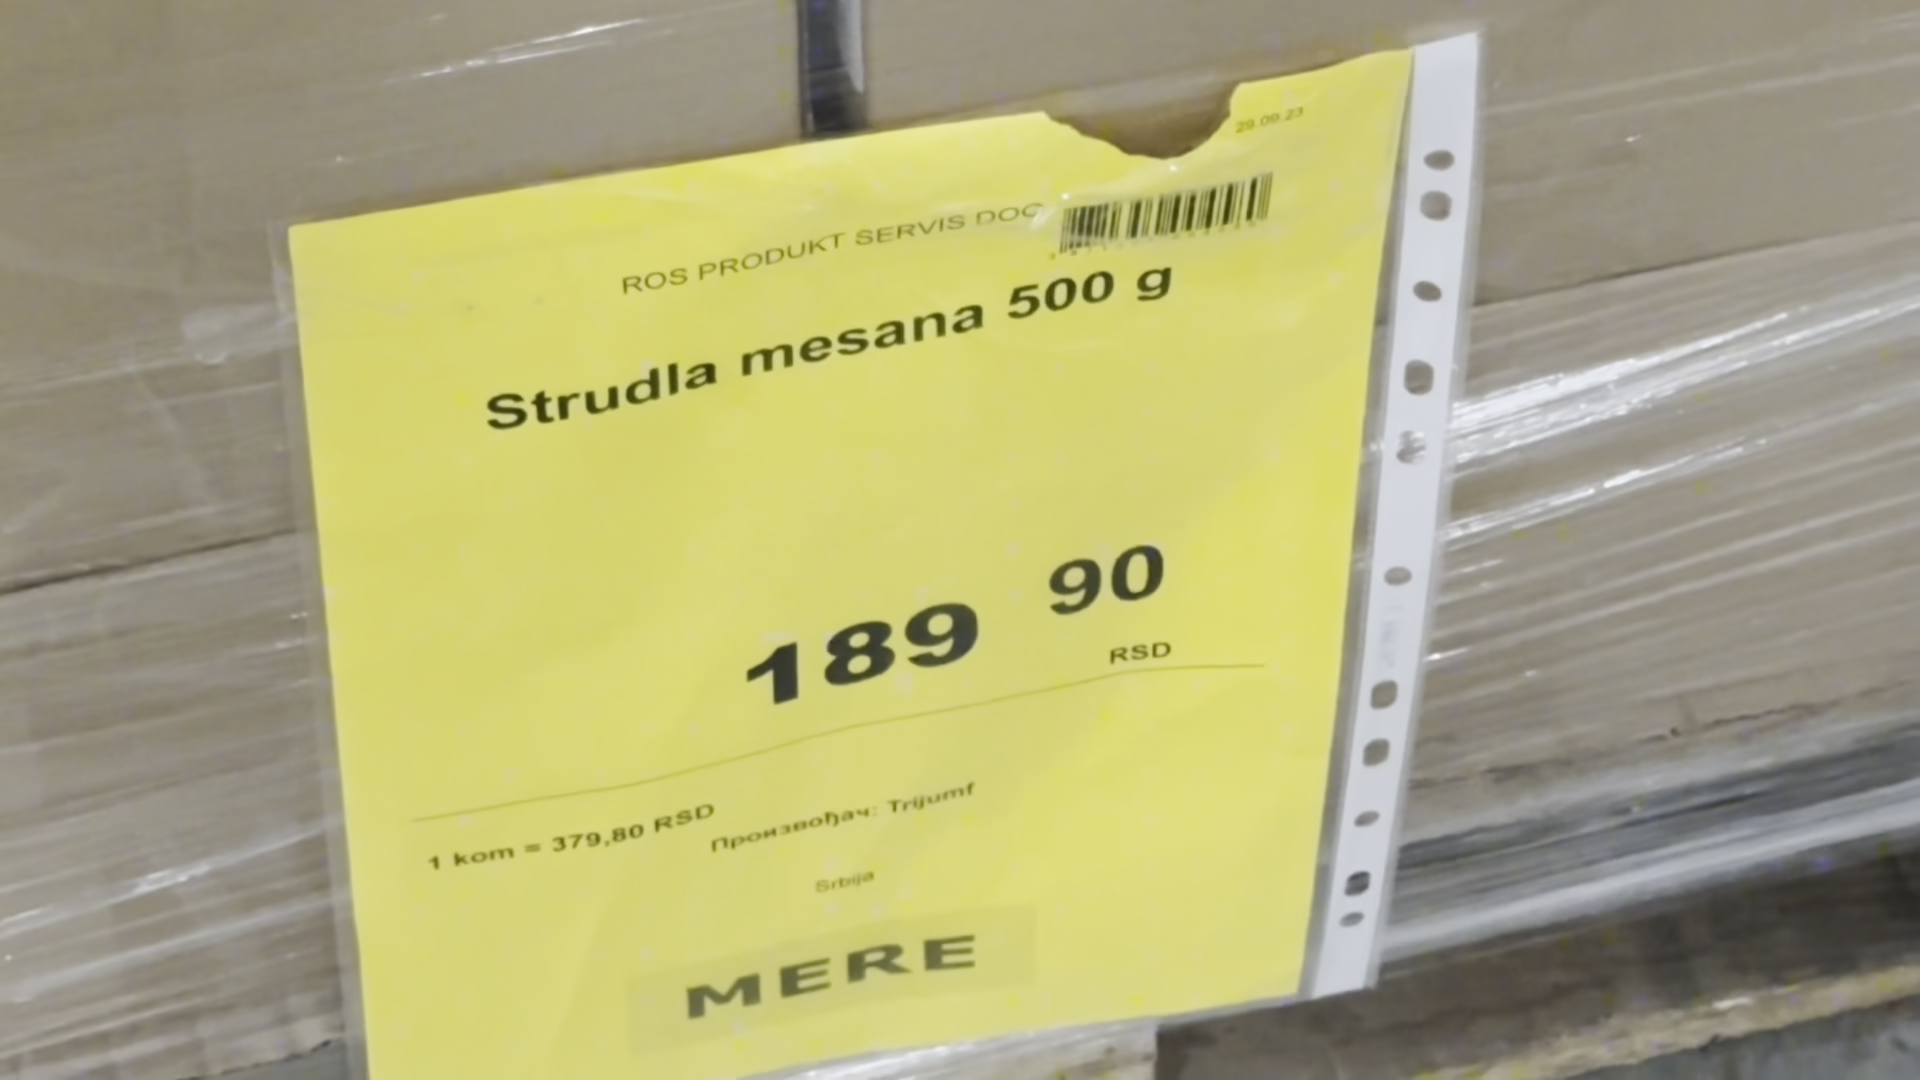 29.09.23
ROS PRODUKT SERVIS DOO
Strudla mesana 500 g
189 90
RSD
1 kom = 379,80 RSD
Произвођач: Trijumf
Srbija
MERE